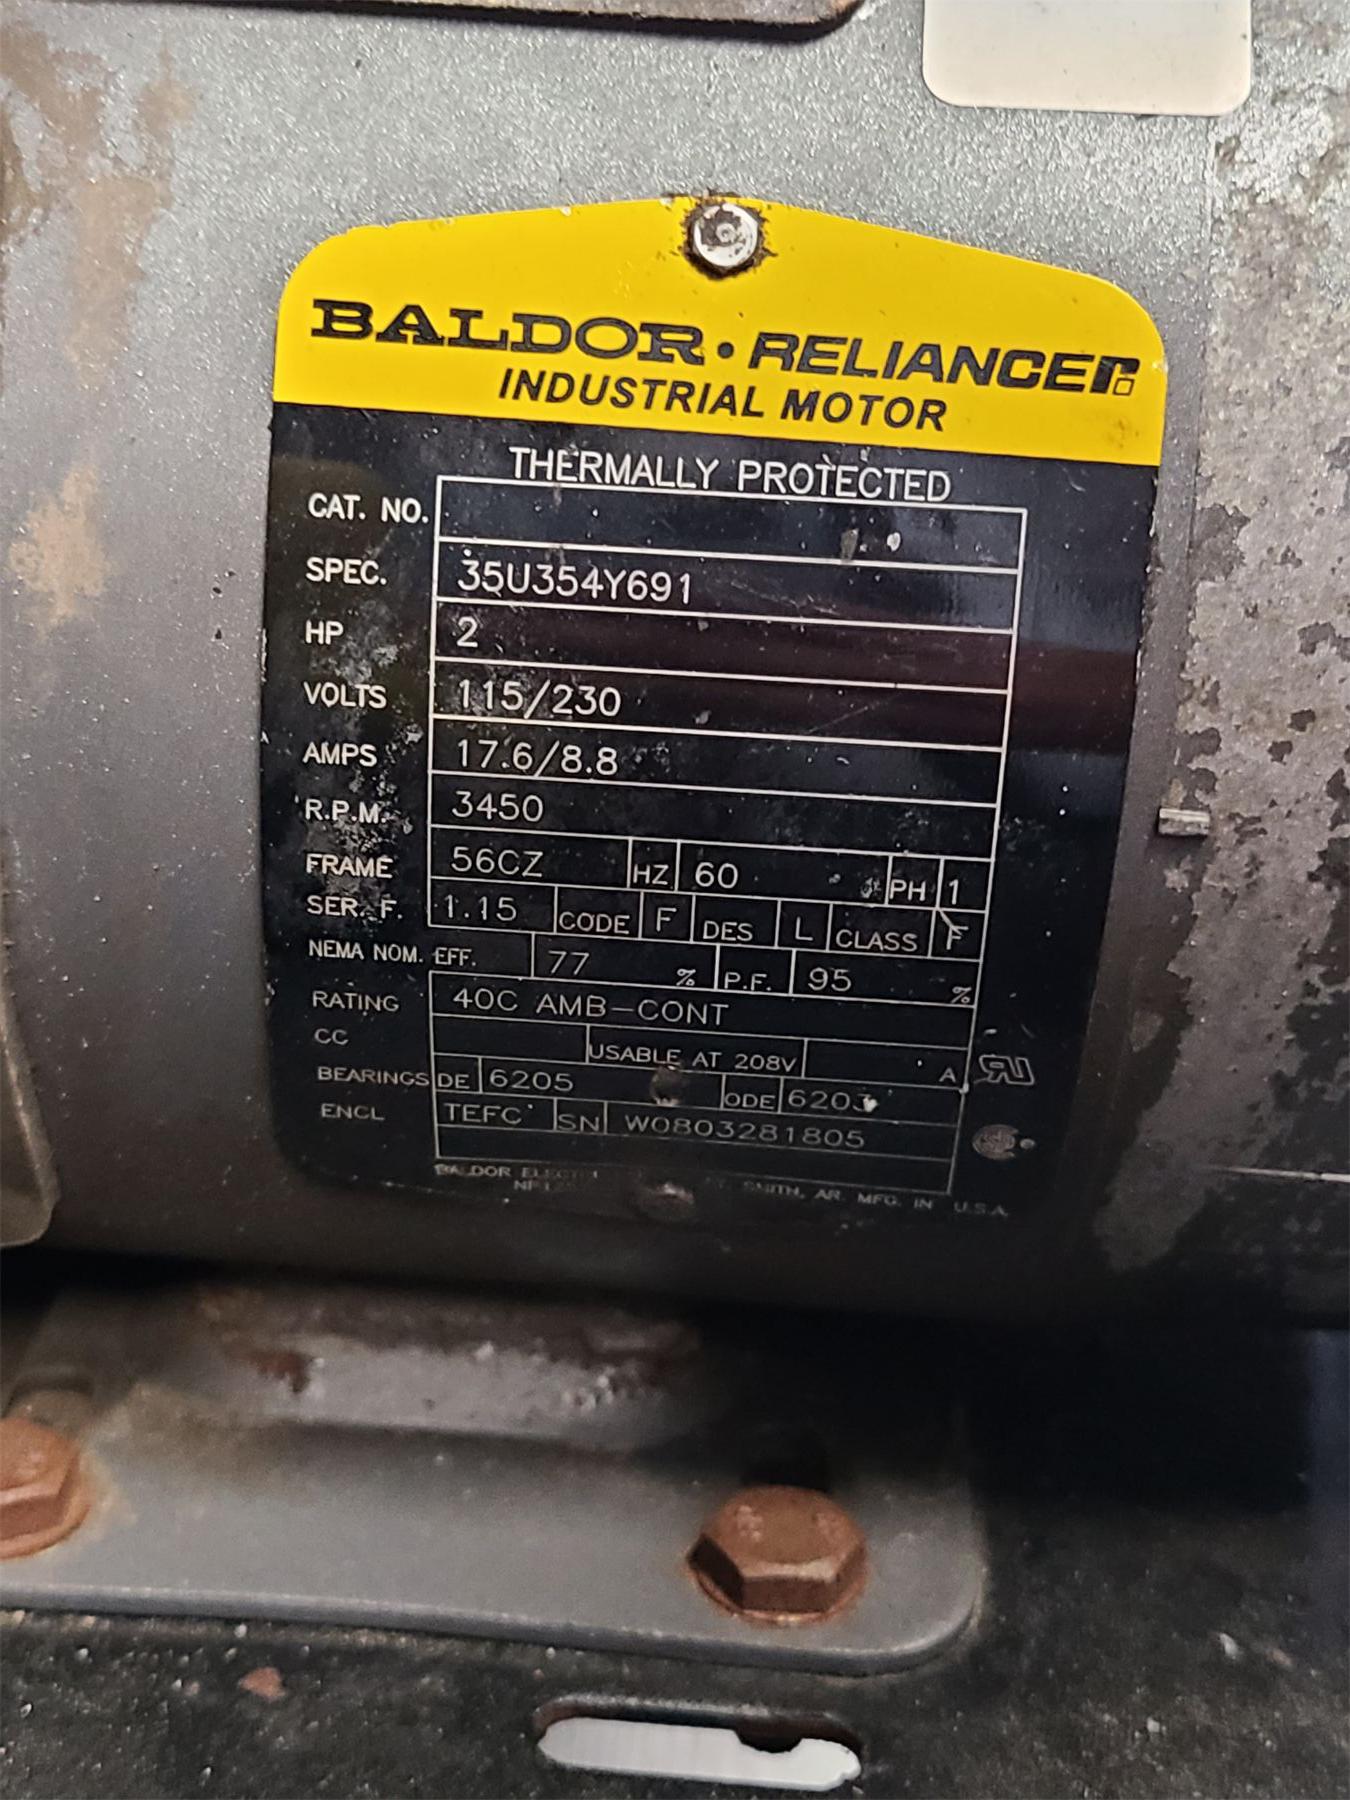 BALDOR • RELIANCER
INDUSTRIAL MOTOR
THERMALLY PROTECTED
CAT. NO.
SPEC. 35U354Y691
HP 2
VOLTS 115/230
AMPS 17.6/8.8
R.P.M. 3450
FRAME 56CZ HZ 60 PH 1
SER. F. 1.15 CODE F DES L CLASS F
NEMA NOM. EFF. 77 % P.F. 95 %
RATING 40C AMB-CONT
CC USABLE AT 208V A
BEARINGS DE 6205 ODE 6203
ENCL TEFC SN W0803281805
BALDOR SMITH, AR. MFG. IN U.S.A.